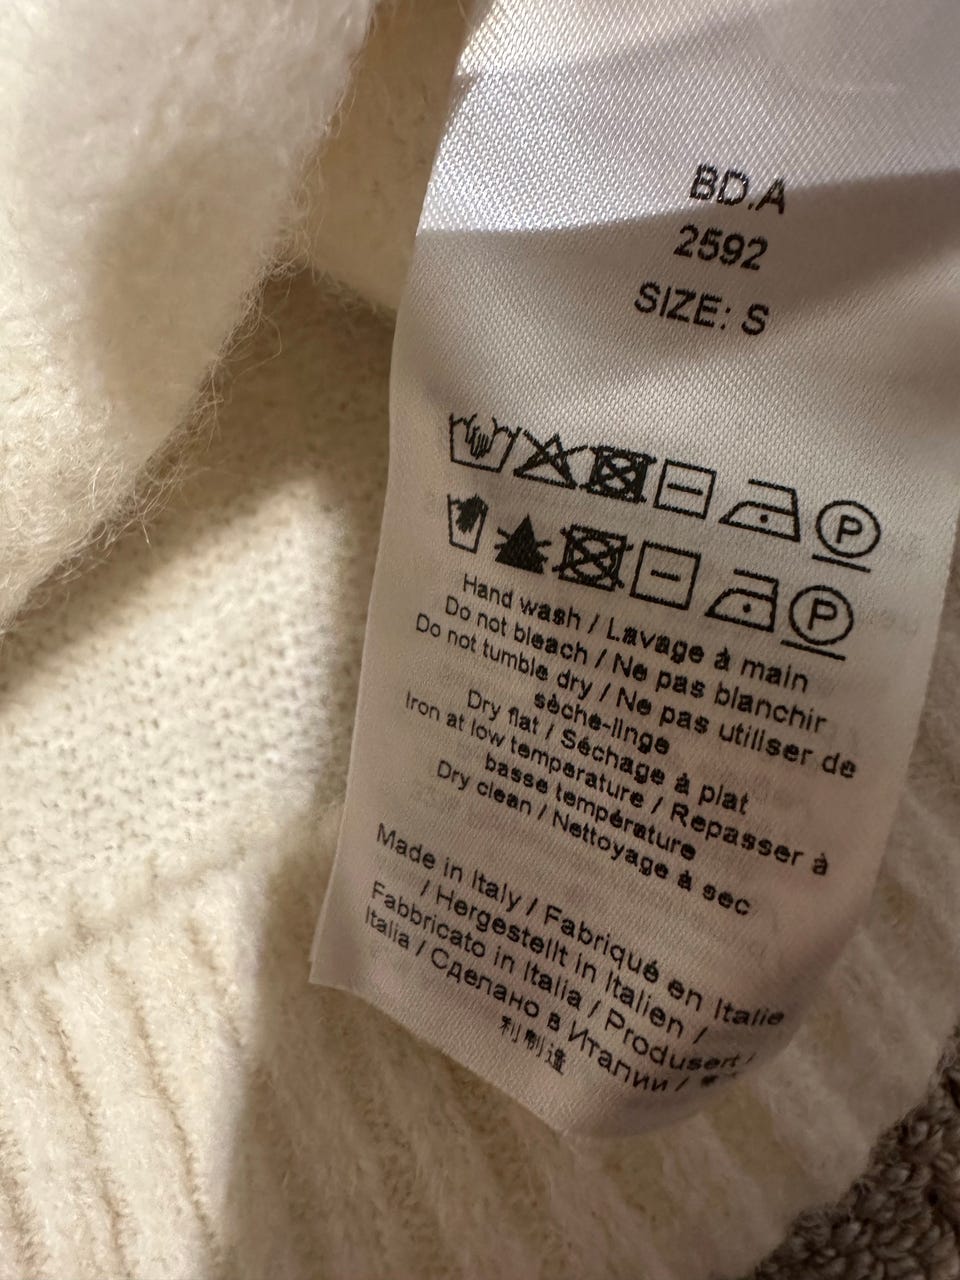 BD.A
2592
SIZE: S
P
P
Hand wash / Lavage à main
Do not bleach / Ne pas blanchir
Do not tumble dry / Ne pas utiliser de
sèche-linge
Dry flat / Séchage à plat
Iron at low temperature / Repasser à
basse température
Dry clean / Nettoyage à sec
Made in Italy / Fabriqué en Italie
/ Hergestellt in Italien /
Fabbricato in Italia / Produsert i
Italia / Сделано в Италии /
利制造